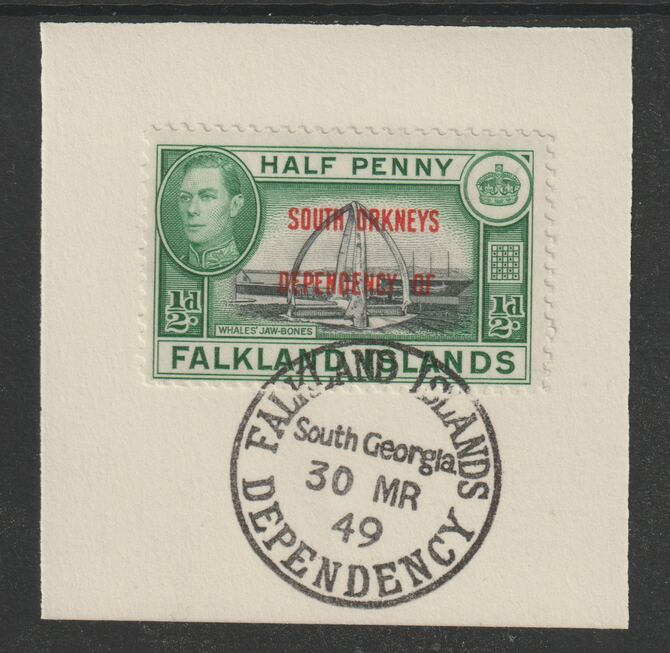 HALF PENNY
SOUTH ORKNEYS
DEPENDENCY OF
½d ½d
WHALES' JAW-BONES
FALKLAND ISLANDS
FALKLAND ISLANDS
South Georgia
30 MR
49
DEPENDENCY